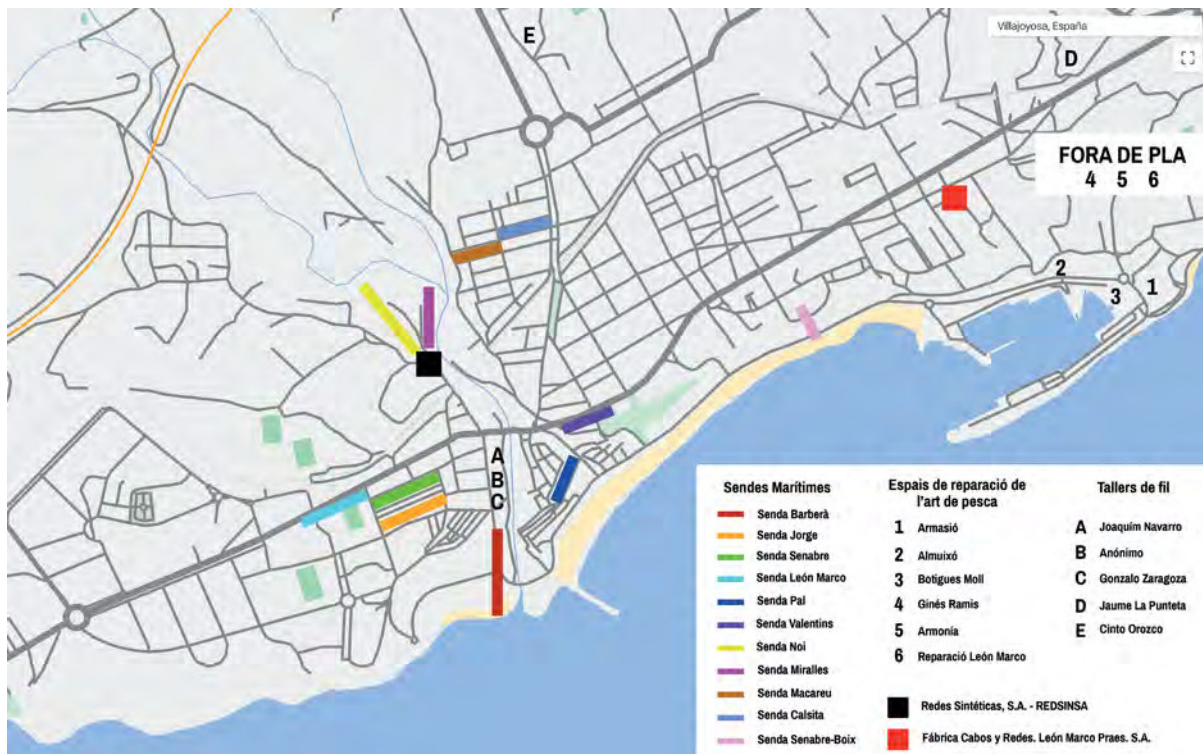 Villajoyosa, España
E
D
FORA DE PLA
4 5 6
2
3
1
A
B
C
Sendes Marítimes
Senda Barberà
Senda Jorge
Senda Senabre
Senda León Marco
Senda Pal
Senda Valentins
Senda Noi
Senda Miralles
Senda Macareu
Senda Calsita
Senda Senabre-Boix
Espais de reparació de
l'art de pesca
1 Armasió
2 Almuixó
3 Botigues Moll
4 Ginés Ramis
5 Armonía
6 Reparació León Marco
Tallers de fil
A Joaquím Navarro
B Anónimo
C Gonzalo Zaragoza
D Jaume La Punteta
E Cinto Orozco
Redes Sintéticas, S.A. - REDSINSA
Fábrica Cabos y Redes. León Marco Praes. S.A.